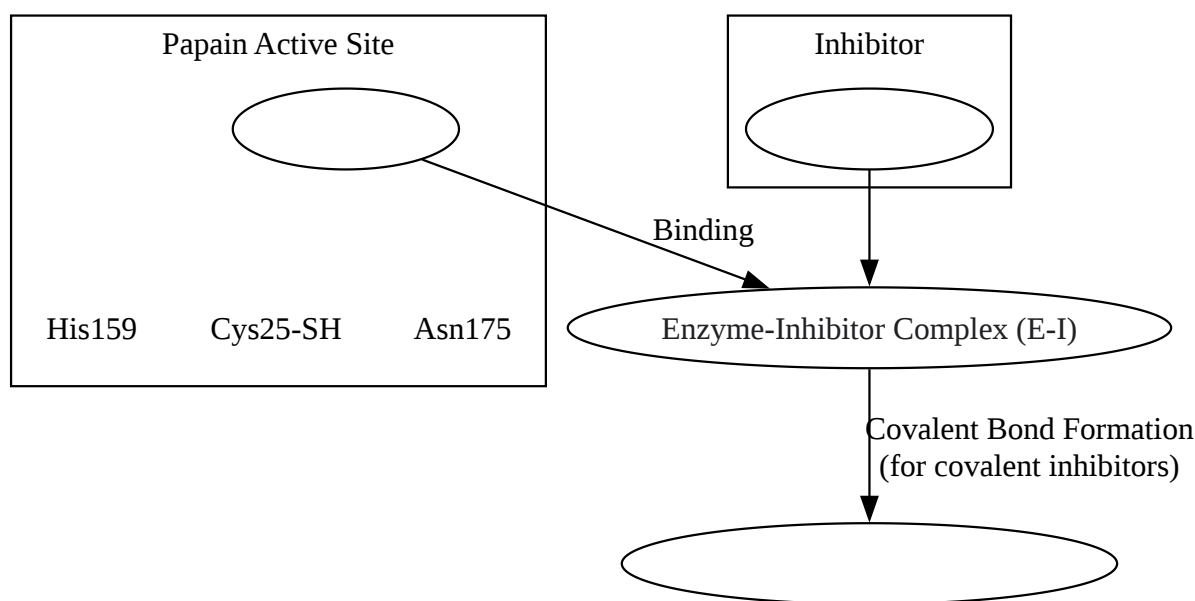 Papain Active Site
Inhibitor
Binding
His159
Cys25-SH
Asn175
Enzyme-Inhibitor Complex (E-I)
Covalent Bond Formation
(for covalent inhibitors)